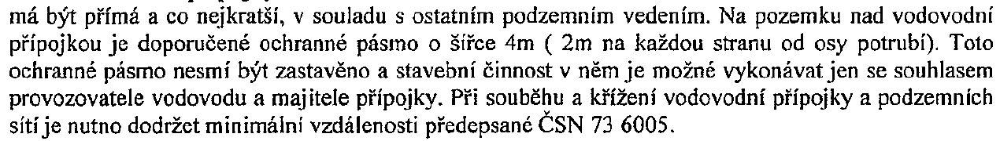 má být přímá a co nejkratší, v souladu s ostatním podzemním vedením. Na pozemku nad vodovodní
přípojkou je doporučené ochranné pásmo o šířce 4m ( 2m na každou stranu od osy potrubí). Toto
ochranné pásmo nesmí být zastavěno a stavební činnost v něm je možné vykonávat jen se souhlasem
provozovatele vodovodu a majitele přípojky. Při souběhu a křížení vodovodní přípojky a podzemních
sítí je nutno dodržet minimální vzdálenosti předepsané ČSN 73 6005.